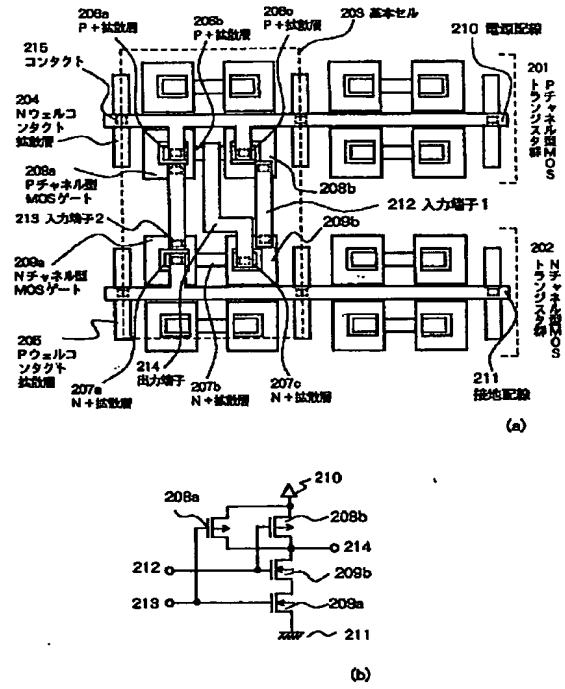 206a
P+拡散層
206b
P+拡散層
206c
P+拡散層
203 基本セル
210 電源配線
215
コンタクト
201
Pチャネル型MOS
トランジスタ群
204
Nウェルコ
ンタクト
拡散層
208a
Pチャネル型
MOSゲート
208b
213 入力端子2
212 入力端子1
209a
Nチャネル型
MOSゲート
209b
202
Nチャネル型MOS
トランジスタ群
205
Pウェルコ
ンタクト
拡散層
214
出力端子
207a
N+拡散層
207b
N+拡散層
207c
N+拡散層
211
接地配線
(a)
210
208a
208b
214
212
209b
213
209a
211
(b)